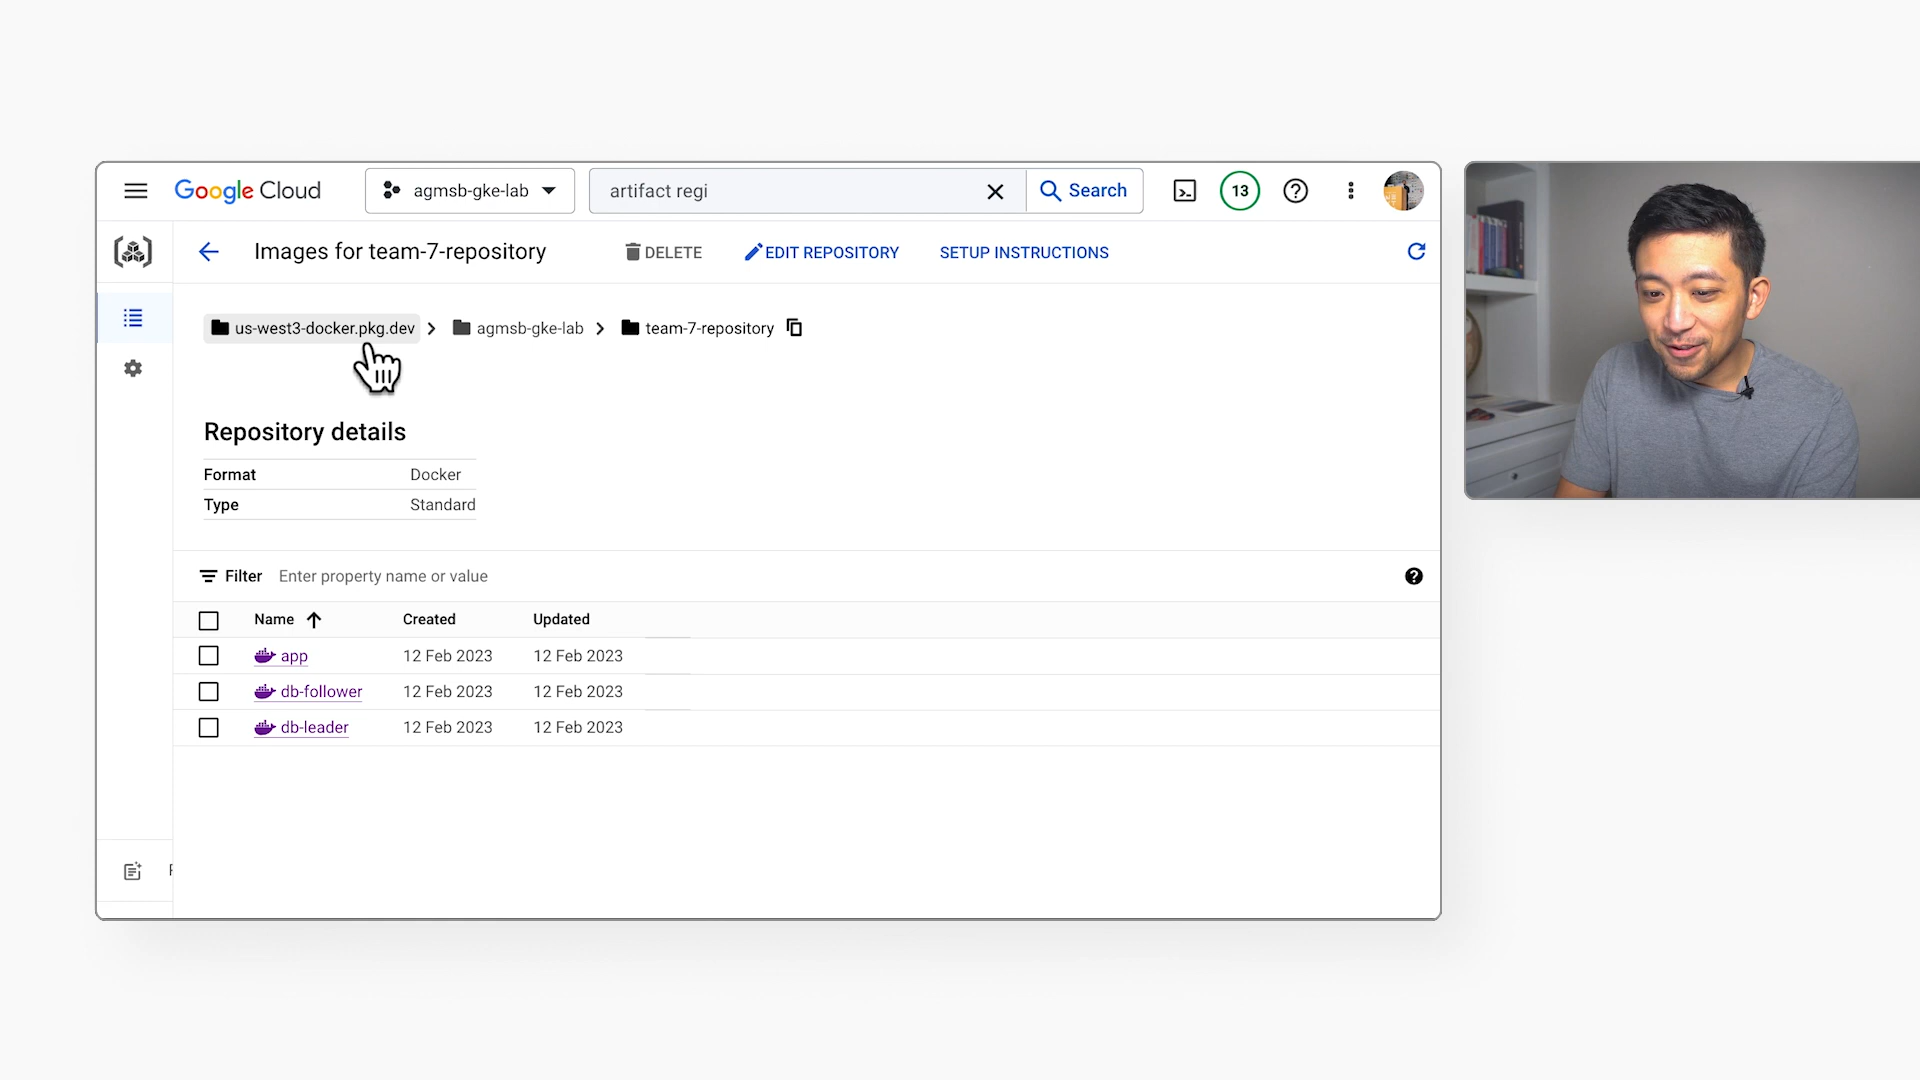 Google Cloud
agmsb-gke-lab
artifact regi
Search
13
Images for team-7-repository
DELETE
EDIT REPOSITORY
SETUP INSTRUCTIONS
us-west3-docker.pkg.dev
agmsb-gke-lab
team-7-repository
Repository details
Format Docker
Type Standard
Filter Enter property name or value
Name Created Updated
app 12 Feb 2023 12 Feb 2023
db-follower 12 Feb 2023 12 Feb 2023
db-leader 12 Feb 2023 12 Feb 2023